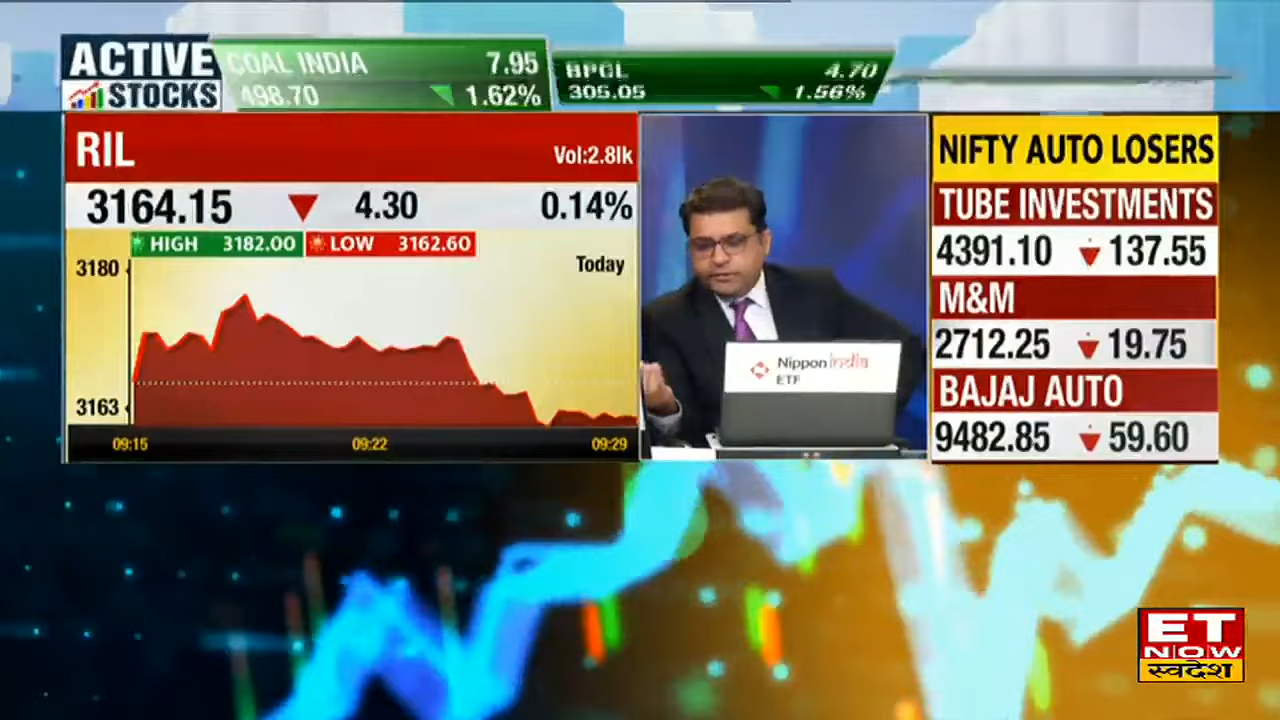 ACTIVE
STOCKS
COAL INDIA 7.95
498.70 1.62%
BPCL 4.70
305.05 1.56%
RIL
Vol:2.8lk
3164.15 4.30 0.14%
HIGH 3182.00 LOW 3162.60
3180
Today
3163
09:15 09:22 09:29
Nippon india
ETF
NIFTY AUTO LOSERS
TUBE INVESTMENTS
4391.10 137.55
M&M
2712.25 19.75
BAJAJ AUTO
9482.85 59.60
ET
NOW
स्वदेश